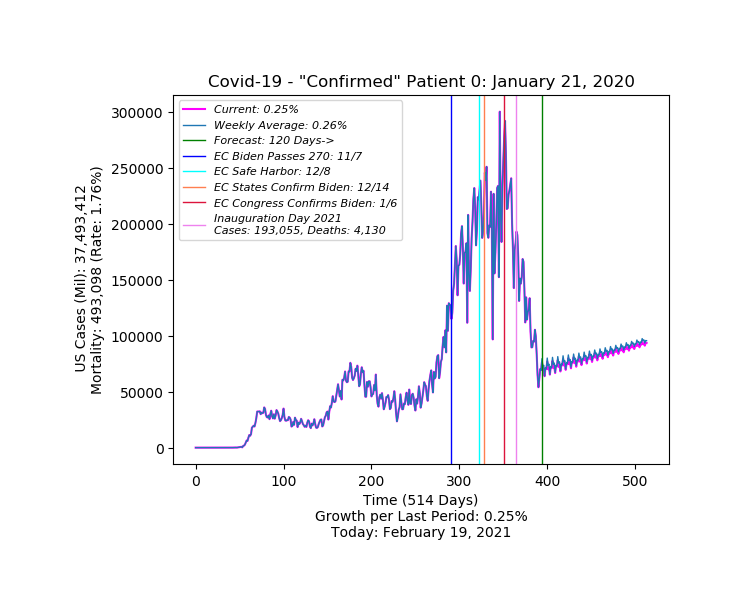 Covid-19 - "Confirmed" Patient 0: January 21, 2020
Current: 0.25%
Weekly Average: 0.26%
Forecast: 120 Days->
EC Biden Passes 270: 11/7
EC Safe Harbor: 12/8
EC States Confirm Biden: 12/14
EC Congress Confirms Biden: 1/6
Inauguration Day 2021
Cases: 193,055, Deaths: 4,130
US Cases (Mil): 37,493,412
Mortality: 493,098 (Rate: 1.76%)
300000
250000
200000
150000
100000
50000
0
0 100 200 300 400 500
Time (514 Days)
Growth per Last Period: 0.25%
Today: February 19, 2021